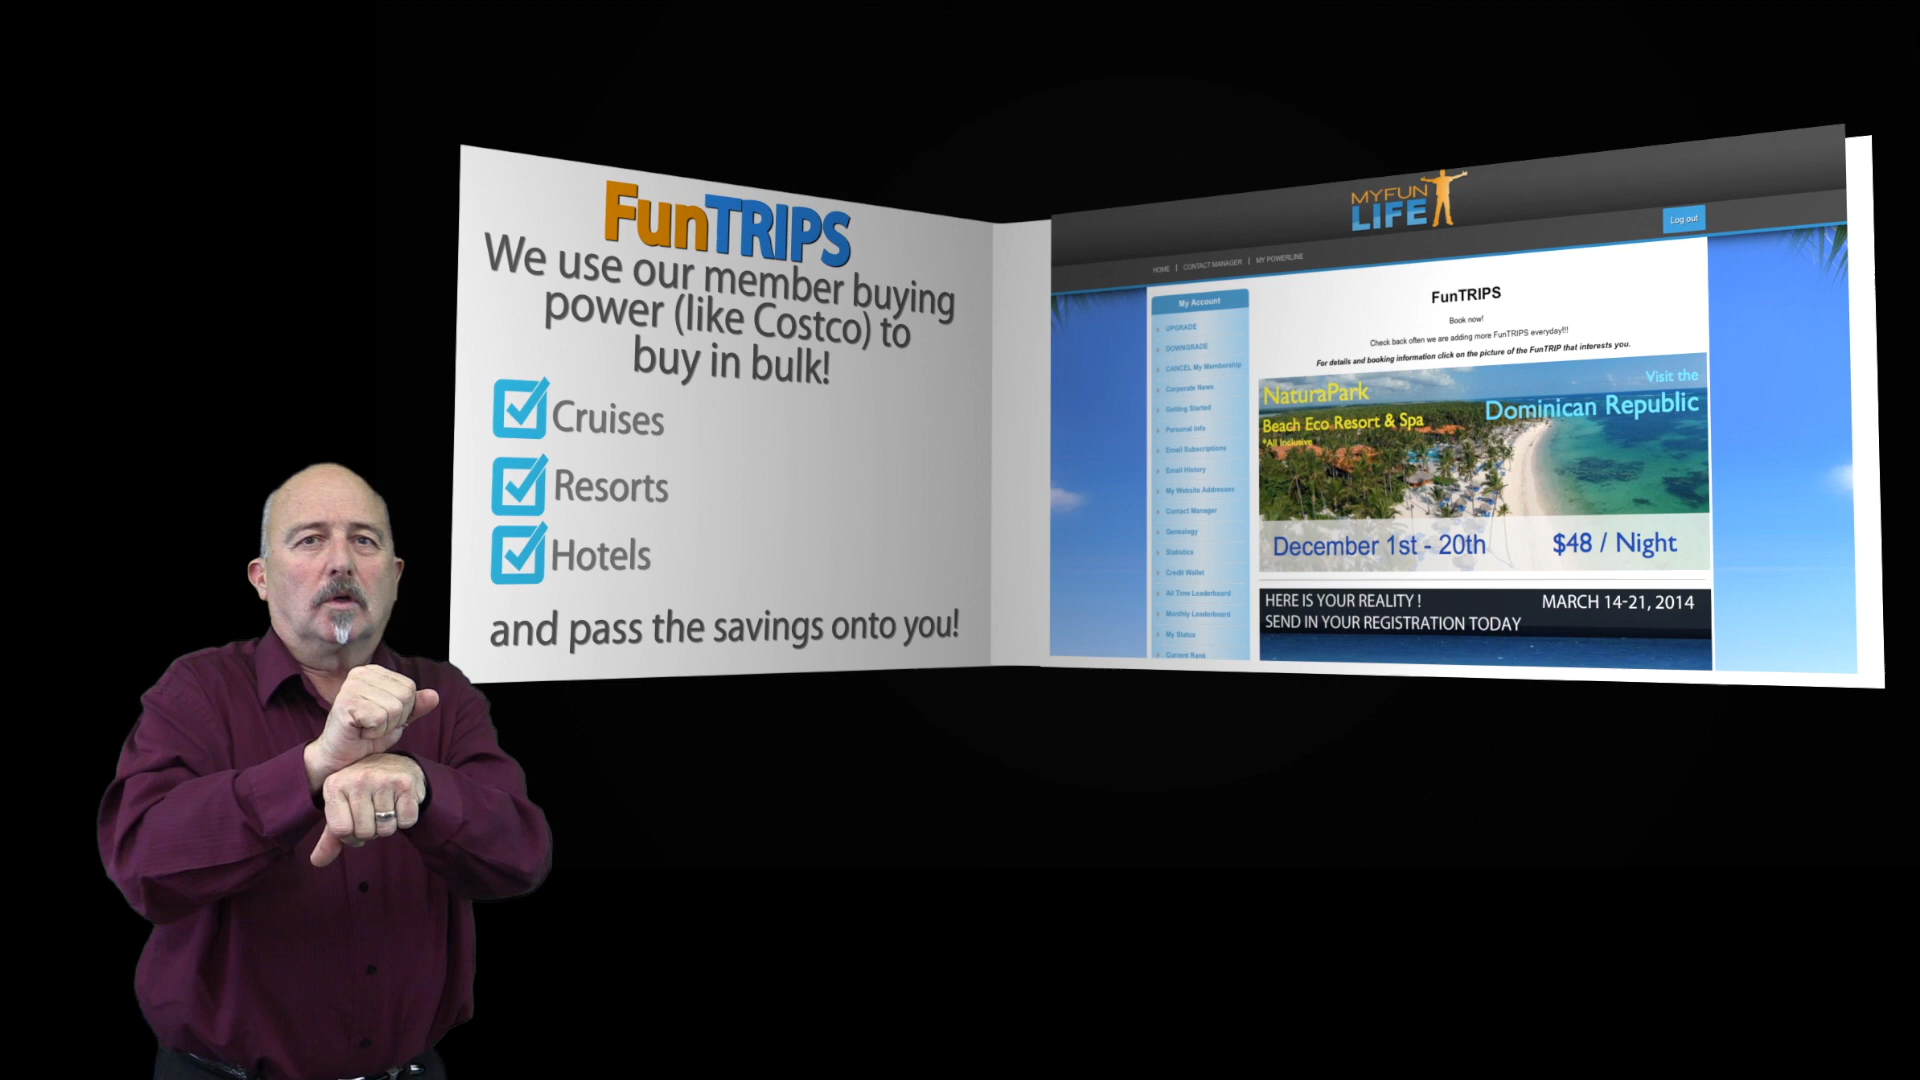 FunTRIPS
We use our member buying
power (like Costco) to
buy in bulk!
Cruises
Resorts
Hotels
and pass the savings onto you!
MYFUN
LIFE
Log out
HOME | CONTACT MANAGER | MY POWERLINE
My Account
UPGRADE
DOWNGRADE
CANCEL My Membership
Corporate News
Getting Started
Personal Info
Email Subscriptions
Email History
My Website Addresses
Contact Manager
Genealogy
Statistics
Credit Wallet
All Time Leaderboard
Monthly Leaderboard
My Status
Current Rank
FunTRIPS
Book now!
Check back often we are adding more FunTRIPS everyday!!!
For details and booking information click on the picture of the FunTRIP that interests you.
NaturaPark
Beach Eco Resort & Spa
*All Inclusive
Visit the
Dominican Republic
December 1st - 20th
$48 / Night
HERE IS YOUR REALITY !
SEND IN YOUR REGISTRATION TODAY
MARCH 14-21, 2014